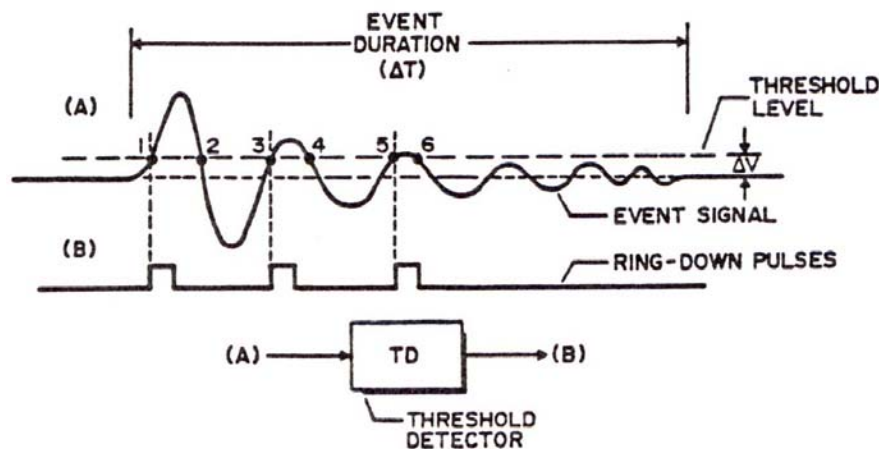 EVENT
DURATION
(ΔT)
THRESHOLD
LEVEL
(A)
1 2 3 4 5 6
ΔV
EVENT SIGNAL
(B)
RING-DOWN PULSES
(A) TD (B)
THRESHOLD
DETECTOR